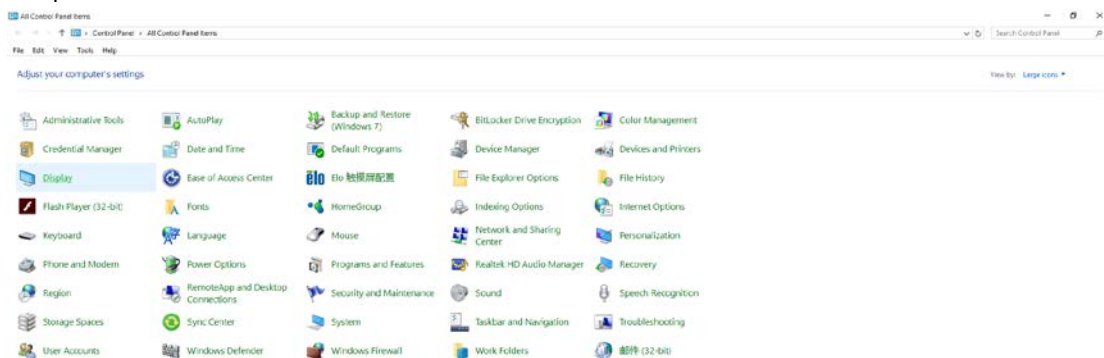 All Control Panel Items
Control Panel › All Control Panel Items
Search Control Panel
File Edit View Tools Help
Adjust your computer's settings
View by: Large icons
Administrative Tools
AutoPlay
Backup and Restore
(Windows 7)
BitLocker Drive Encryption
Color Management
Credential Manager
Date and Time
Default Programs
Device Manager
Devices and Printers
Display
Ease of Access Center
elo Elo 触摸屏配置
File Explorer Options
File History
Flash Player (32-bit)
Fonts
HomeGroup
Indexing Options
Internet Options
Keyboard
Language
Mouse
Network and Sharing
Center
Personalization
Phone and Modem
Power Options
Programs and Features
Realtek HD Audio Manager
Recovery
Region
RemoteApp and Desktop
Connections
Security and Maintenance
Sound
Speech Recognition
Storage Spaces
Sync Center
System
Taskbar and Navigation
Troubleshooting
User Accounts
Windows Defender
Windows Firewall
Work Folders
邮件 (32-bit)